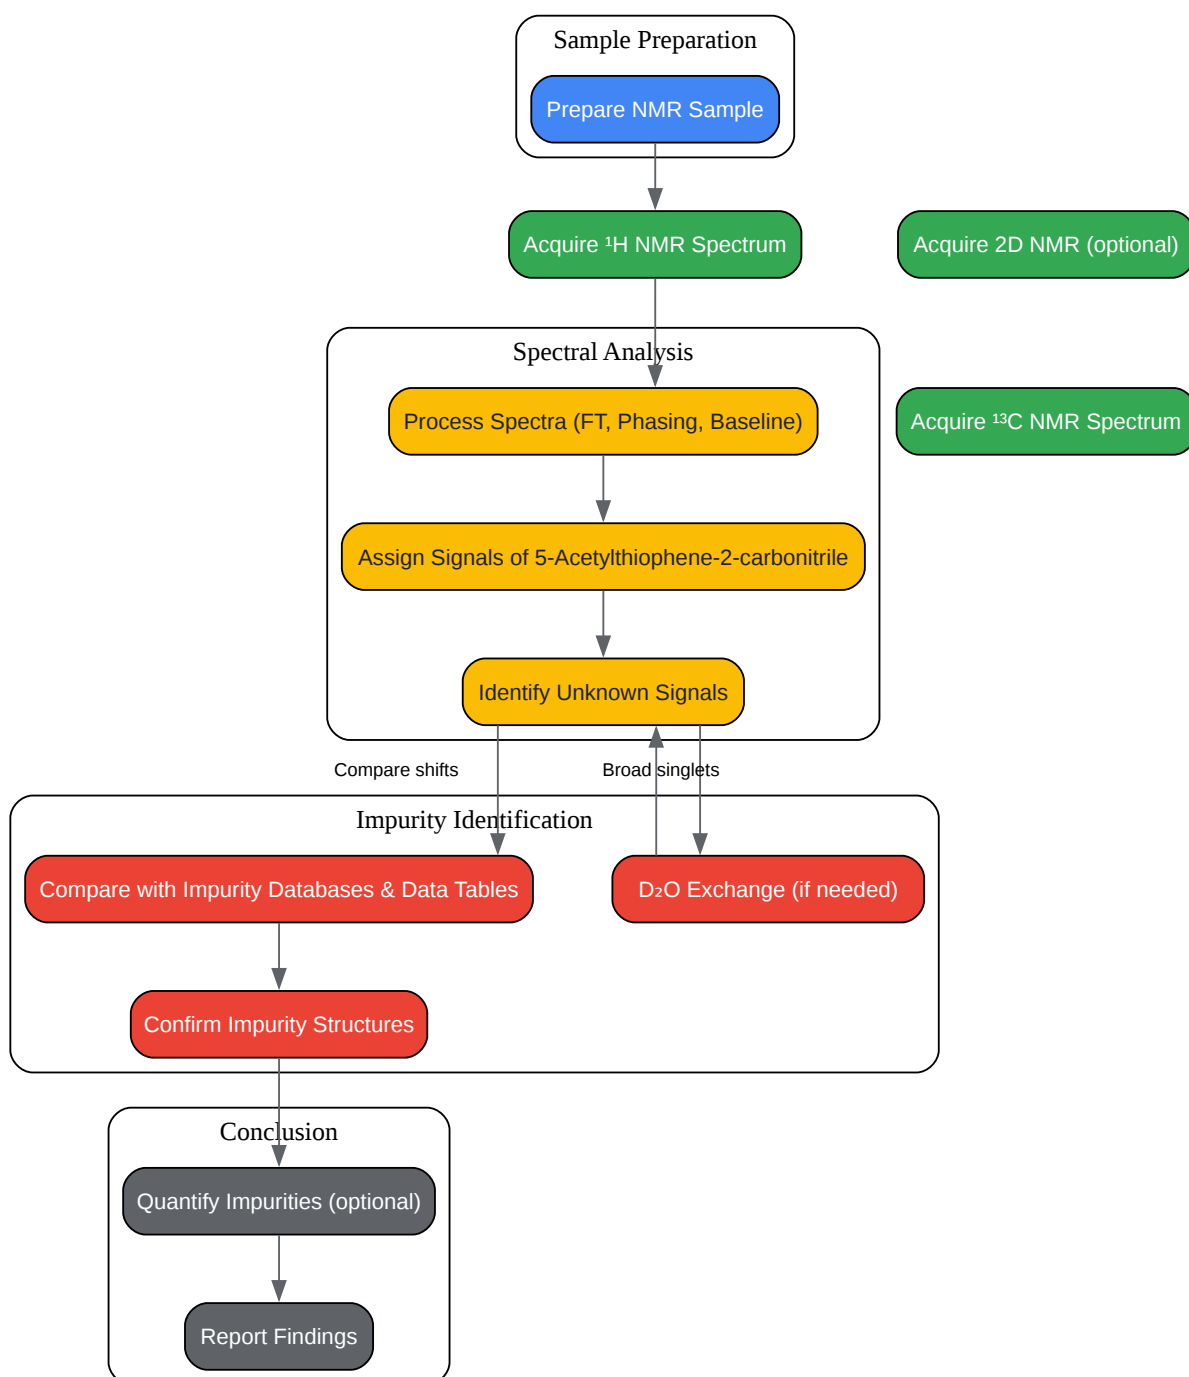 Sample Preparation
Prepare NMR Sample
Acquire ¹H NMR Spectrum
Acquire 2D NMR (optional)
Spectral Analysis
Process Spectra (FT, Phasing, Baseline)
Acquire ¹³C NMR Spectrum
Assign Signals of 5-Acetylthiophene-2-carbonitrile
Identify Unknown Signals
Compare shifts
Broad singlets
Impurity Identification
Compare with Impurity Databases & Data Tables
D₂O Exchange (if needed)
Confirm Impurity Structures
Conclusion
Quantify Impurities (optional)
Report Findings